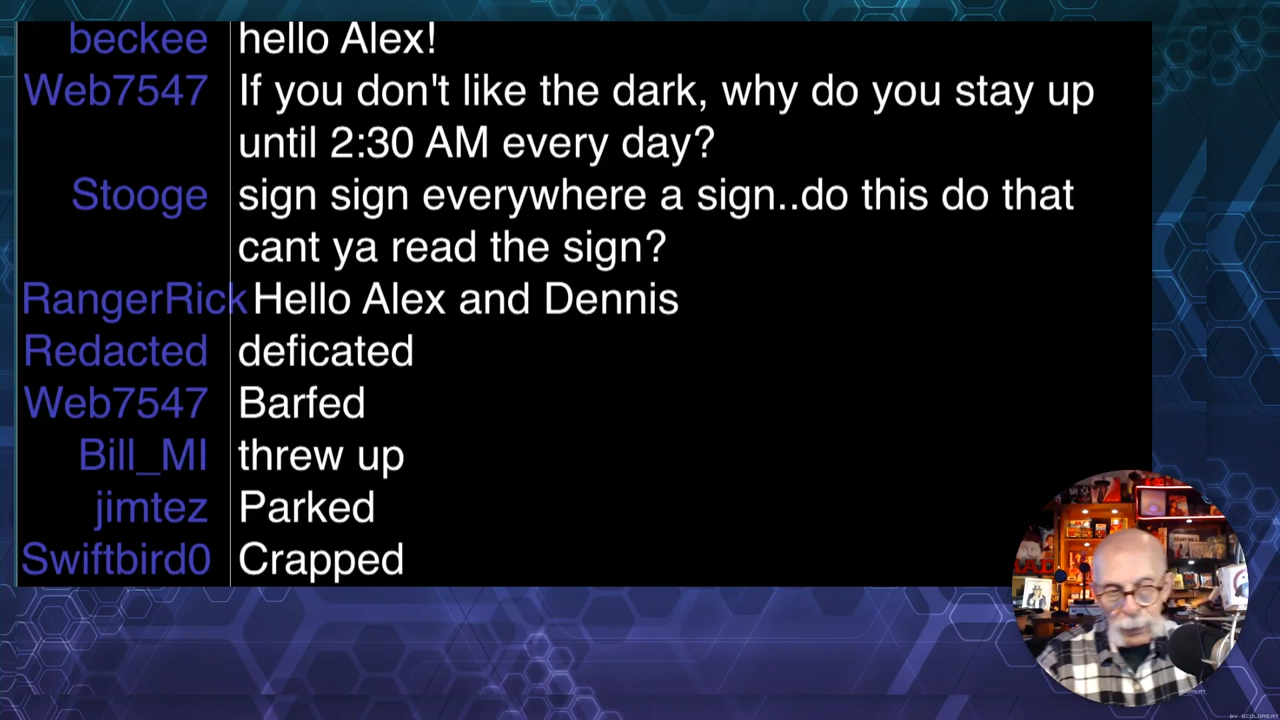 beckee hello Alex!
Web7547 If you don't like the dark, why do you stay up
until 2:30 AM every day?
Stooge sign sign everywhere a sign..do this do that
cant ya read the sign?
RangerRick Hello Alex and Dennis
Redacted deficated
Web7547 Barfed
Bill_MI threw up
jimtez Parked
Swiftbird0 Crapped